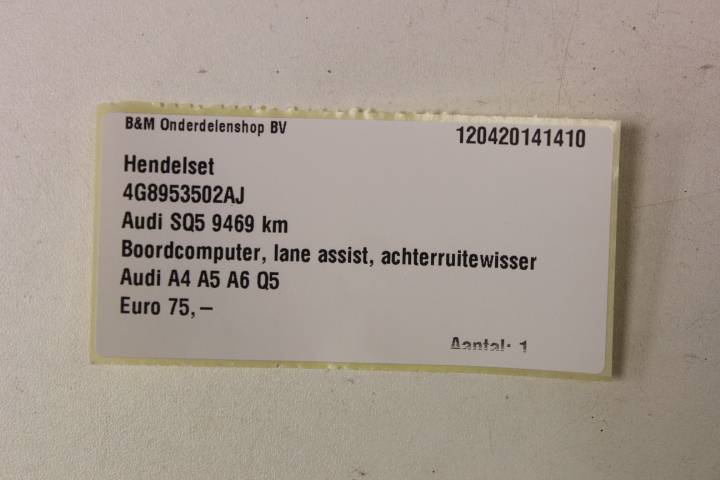 B&M Onderdelenshop BV
120420141410
Hendelset
4G8953502AJ
Audi SQ5 9469 km
Boordcomputer, lane assist, achterruitewisser
Audi A4 A5 A6 Q5
Euro 75,—
Aantal: 1